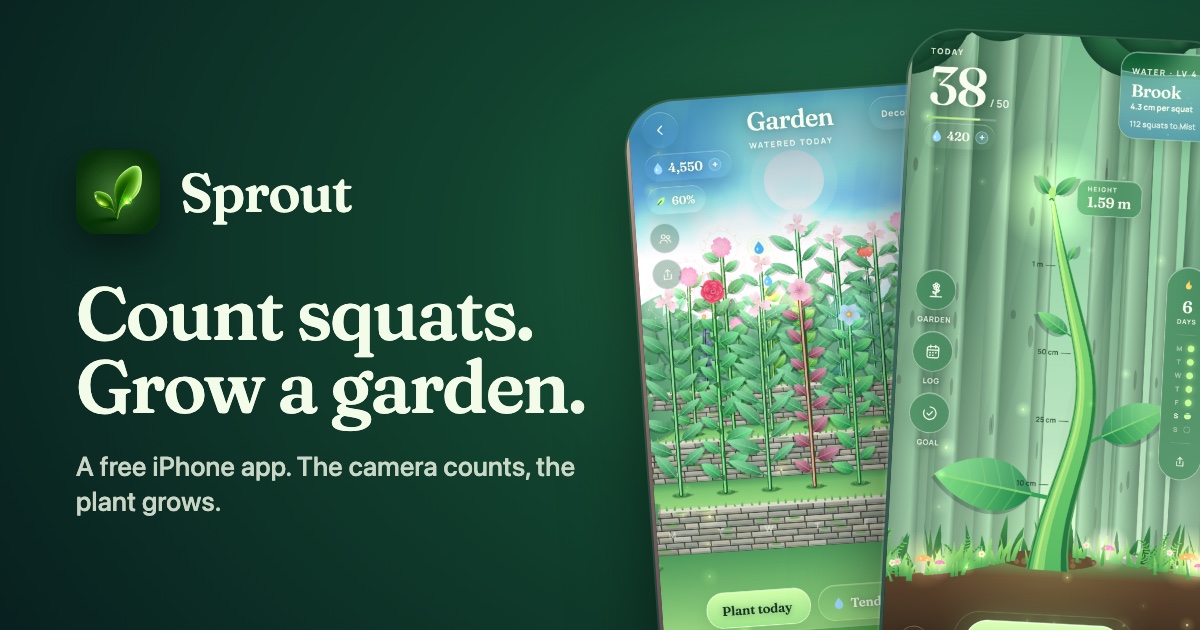 Sprout
Count squats.
Grow a garden.
A free iPhone app. The camera counts, the
plant grows.
Garden
WATERED TODAY
4,550
60%
Plant today
TODAY
38 / 50
420
WATER · LV 4
Brook
4.3 cm per squat
112 squats to Mist
HEIGHT
1.59 m
1 m
50 cm
25 cm
10 cm
GARDEN
LOG
GOAL
6
DAYS
M
T
W
T
F
S
S